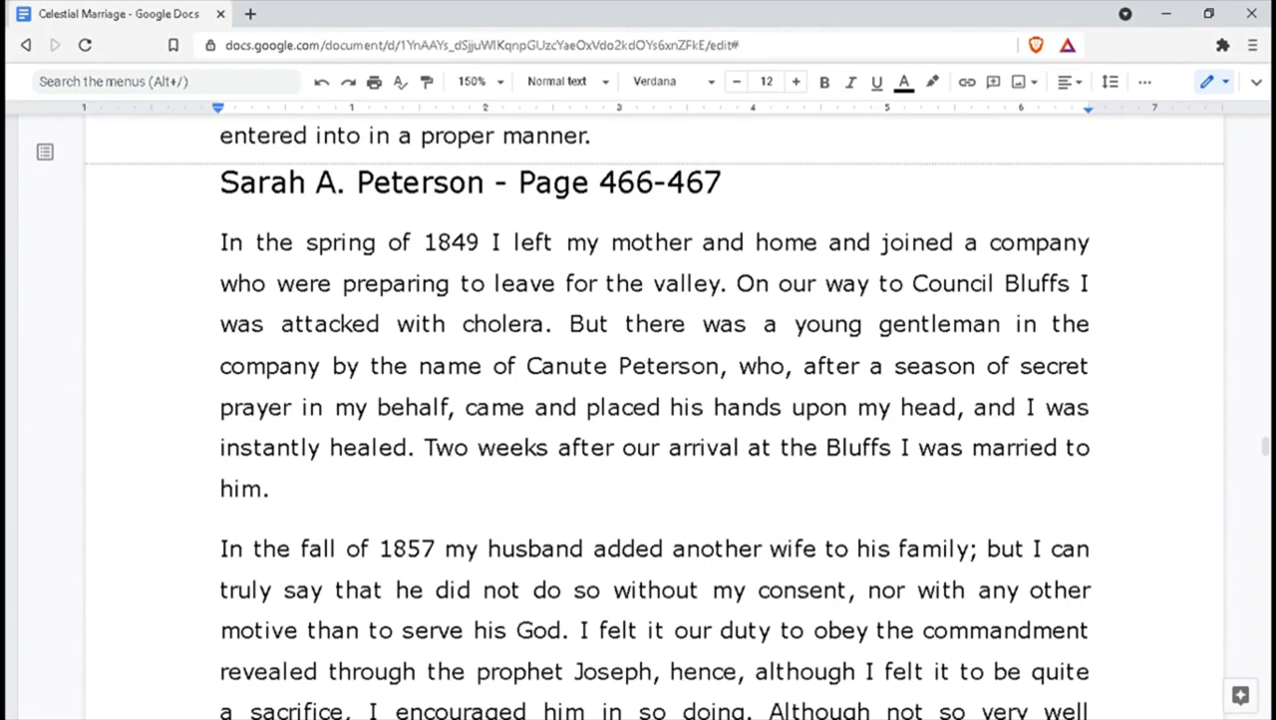 Celestial Marriage - Google Docs
docs.google.com/document/d/1YnAAYs_dSjjuWIKqnpGUzcYaeOxVdo2kdOYs6xnZFkE/edit#
Search the menus (Alt+/) 150% Normal text Verdana 12 B I U A
1 1 2 3 4 5 6 7
entered into in a proper manner.
Sarah A. Peterson - Page 466-467
In the spring of 1849 I left my mother and home and joined a company
who were preparing to leave for the valley. On our way to Council Bluffs I
was attacked with cholera. But there was a young gentleman in the
company by the name of Canute Peterson, who, after a season of secret
prayer in my behalf, came and placed his hands upon my head, and I was
instantly healed. Two weeks after our arrival at the Bluffs I was married to
him.
In the fall of 1857 my husband added another wife to his family; but I can
truly say that he did not do so without my consent, nor with any other
motive than to serve his God. I felt it our duty to obey the commandment
revealed through the prophet Joseph, hence, although I felt it to be quite
a sacrifice, I encouraged him in so doing. Although not so very well